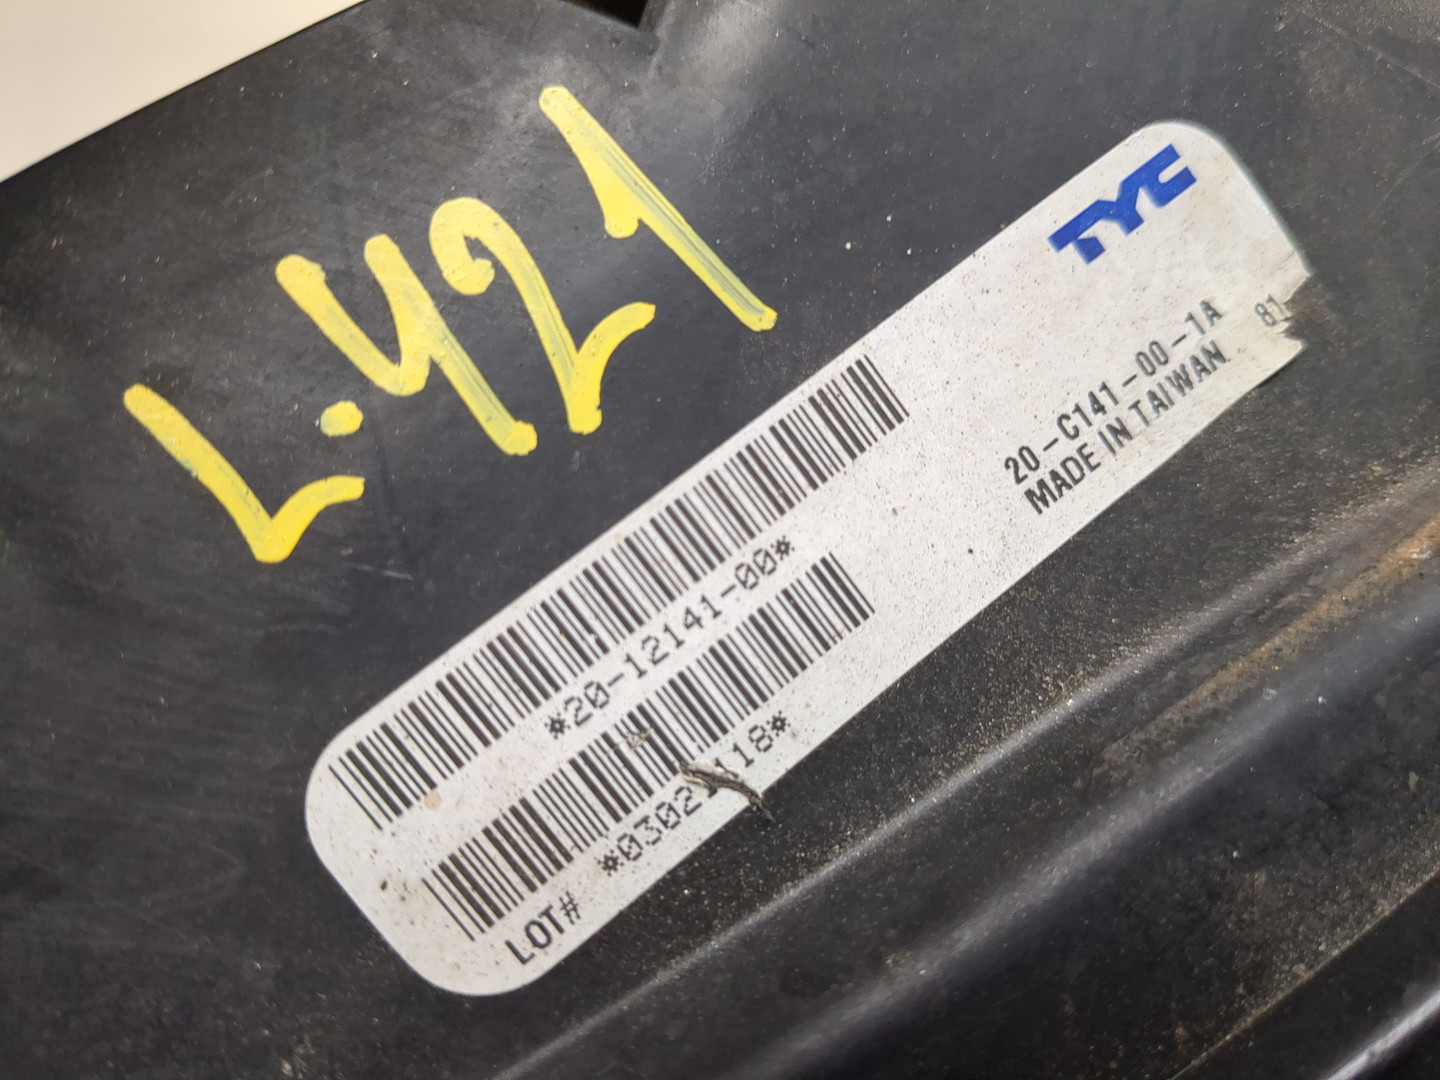 L.421
TYC
20-C141-00-1A
MADE IN TAIWAN
81
*20-12141-00*
LOT#